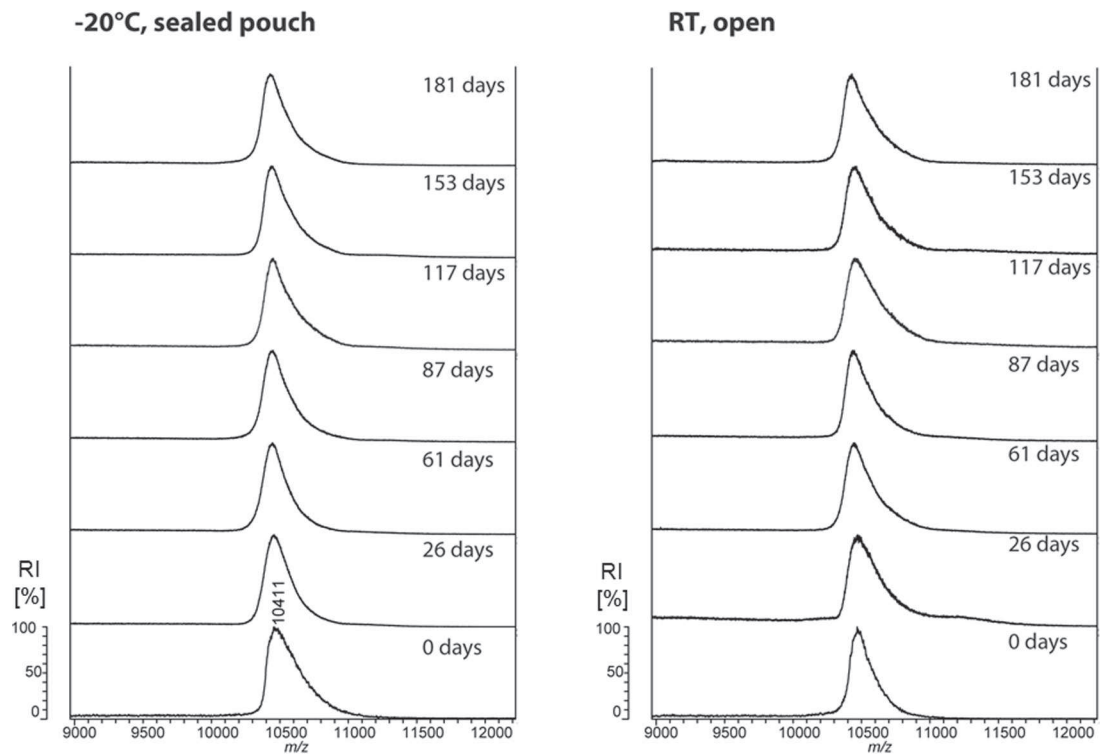 -20°C, sealed pouch
181 days
153 days
117 days
87 days
61 days
26 days
RI
[%]
10411
0 days
100
50
0
9000 9500 10000 10500 11000 11500 12000
m/z
RT, open
181 days
153 days
117 days
87 days
61 days
26 days
RI
[%]
0 days
100
50
0
9000 9500 10000 10500 11000 11500 12000
m/z